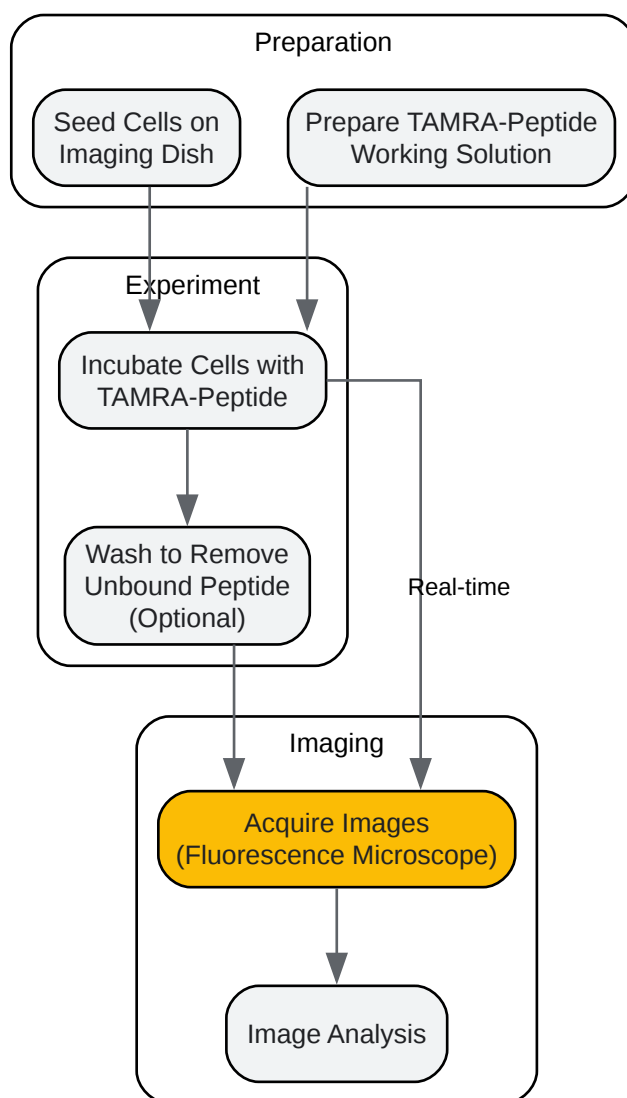 Preparation
Seed Cells on
Imaging Dish
Prepare TAMRA-Peptide
Working Solution
Experiment
Incubate Cells with
TAMRA-Peptide
Wash to Remove
Unbound Peptide
(Optional)
Real-time
Imaging
Acquire Images
(Fluorescence Microscope)
Image Analysis